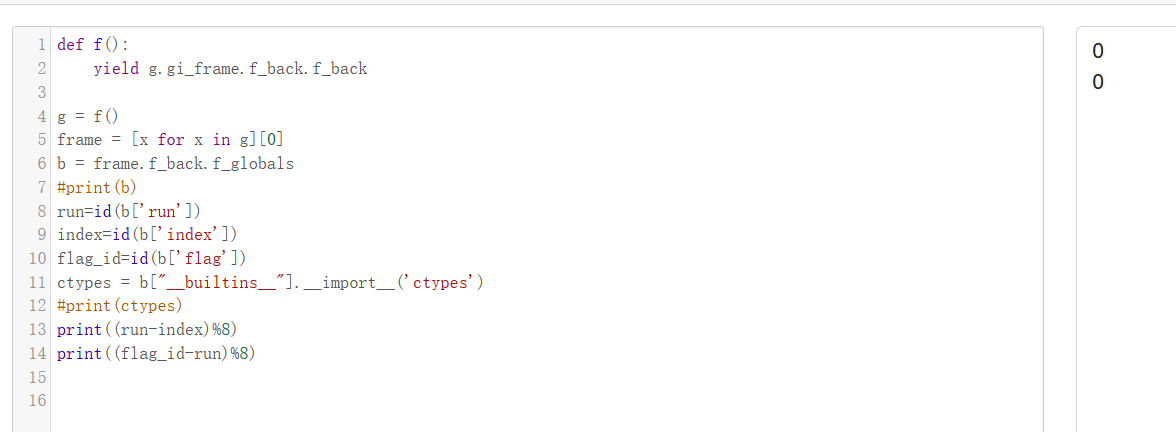 1 def f():
2     yield g.gi_frame.f_back.f_back
3
4 g = f()
5 frame = [x for x in g][0]
6 b = frame.f_back.f_globals
7 #print(b)
8 run=id(b['run'])
9 index=id(b['index'])
10 flag_id=id(b['flag'])
11 ctypes = b["__builtins__"].__import__('ctypes')
12 #print(ctypes)
13 print((run-index)%8)
14 print((flag_id-run)%8)
15
16
0
0